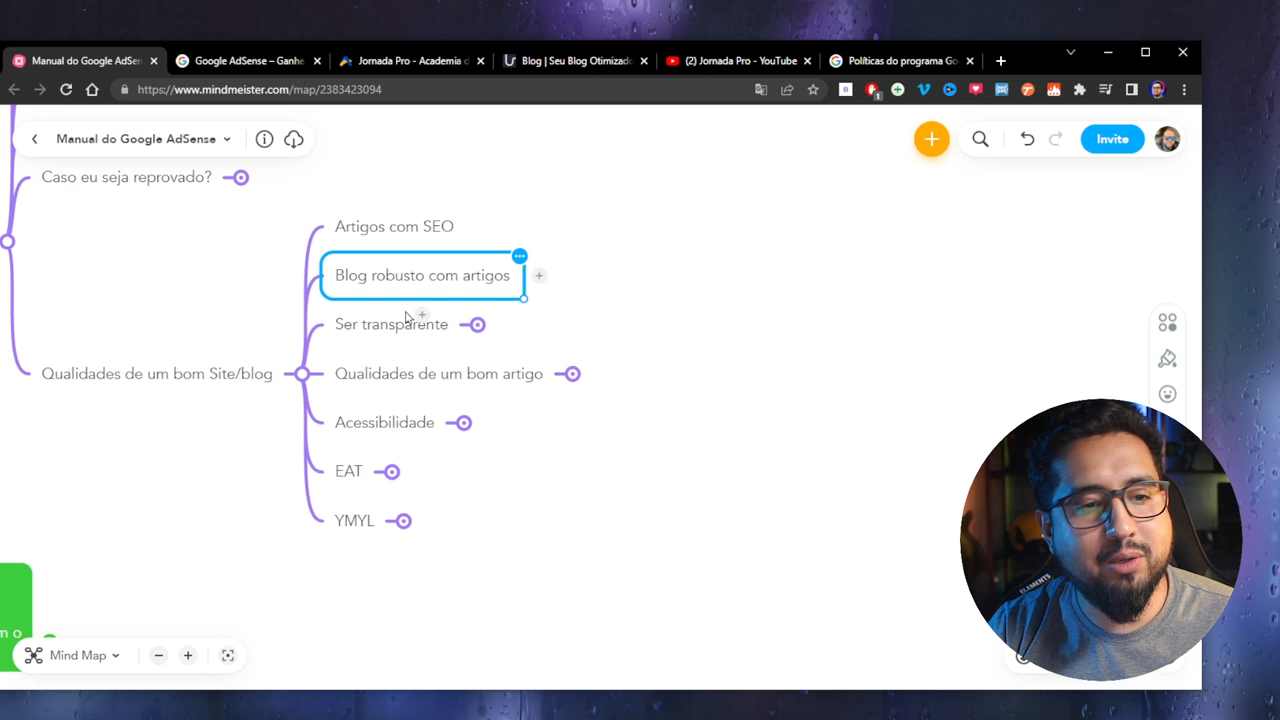 Manual do Google AdSen
Google AdSense – Ganhe
Jornada Pro - Academia d
Blog | Seu Blog Otimizado
(2) Jornada Pro - YouTube
Políticas do programa Go
https://www.mindmeister.com/map/2383423094
1
Manual do Google AdSense
Invite
Caso eu seja reprovado?
Artigos com SEO
Blog robusto com artigos
Ser transparente
Qualidades de um bom Site/blog
Qualidades de um bom artigo
Acessibilidade
EAT
YMYL
m o
Mind Map
ELEMENTS